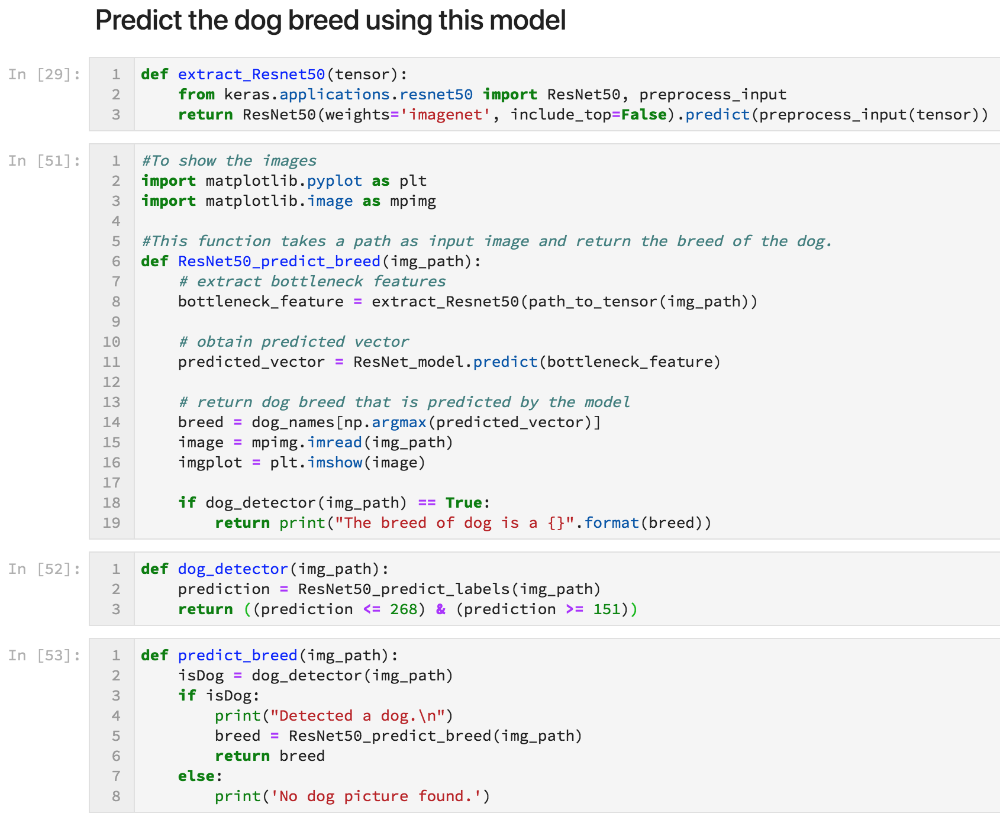 Predict the dog breed using this model
In [29]:
1 def extract_Resnet50(tensor):
2     from keras.applications.resnet50 import ResNet50, preprocess_input
3     return ResNet50(weights='imagenet', include_top=False).predict(preprocess_input(tensor))
In [51]:
1 #To show the images
2 import matplotlib.pyplot as plt
3 import matplotlib.image as mpimg
4
5 #This function takes a path as input image and return the breed of the dog.
6 def ResNet50_predict_breed(img_path):
7     # extract bottleneck features
8     bottleneck_feature = extract_Resnet50(path_to_tensor(img_path))
9
10     # obtain predicted vector
11     predicted_vector = ResNet_model.predict(bottleneck_feature)
12
13     # return dog breed that is predicted by the model
14     breed = dog_names[np.argmax(predicted_vector)]
15     image = mpimg.imread(img_path)
16     imgplot = plt.imshow(image)
17
18     if dog_detector(img_path) == True:
19         return print("The breed of dog is a {}".format(breed))
In [52]:
1 def dog_detector(img_path):
2     prediction = ResNet50_predict_labels(img_path)
3     return ((prediction <= 268) & (prediction >= 151))
In [53]:
1 def predict_breed(img_path):
2     isDog = dog_detector(img_path)
3     if isDog:
4         print("Detected a dog.\n")
5         breed = ResNet50_predict_breed(img_path)
6         return breed
7     else:
8         print('No dog picture found.')